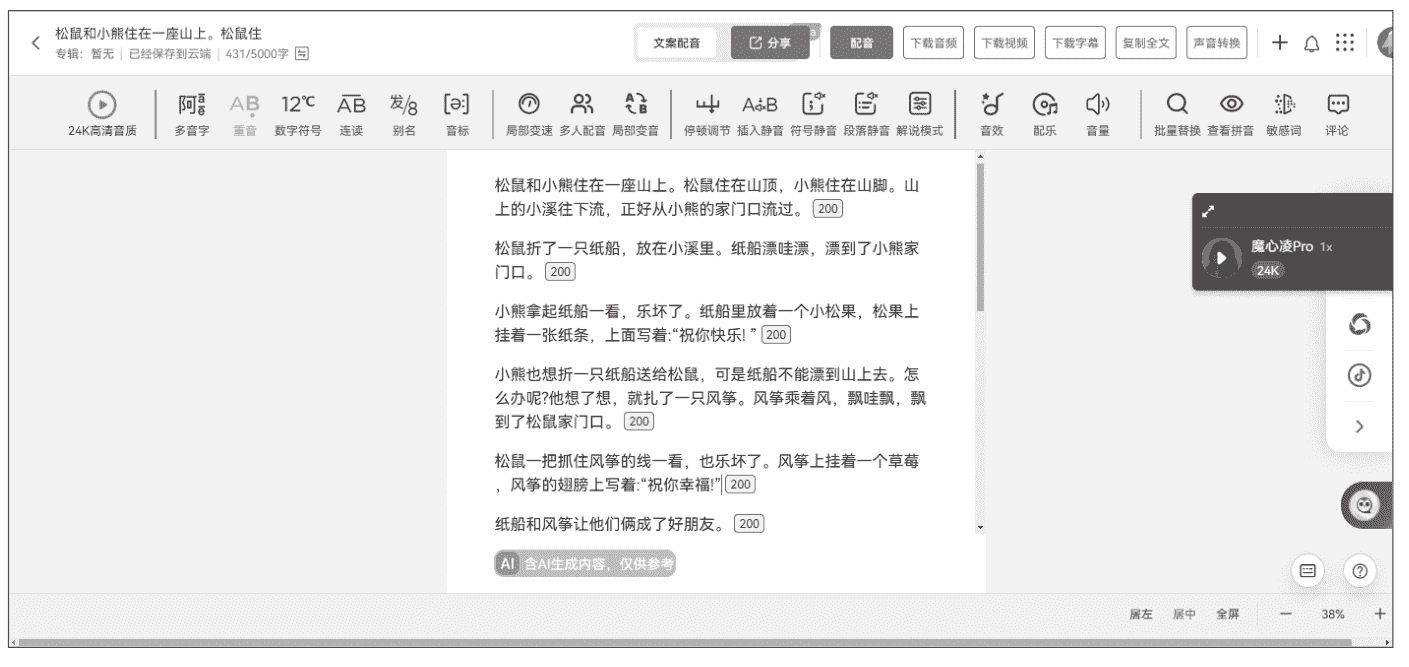 松鼠和小熊住在一座山上。松鼠住
专辑：暂无 | 已经保存到云端 | 431/5000字
文案配音
分享
配音
下载音频
下载视频
下载字幕
复制全文
声音转换
24K高清音质
阿
多音字
AB
重音
12℃
数字符号
AB
连读
发/8
别名
[ə:]
音标
局部变速
多人配音
A B
局部变音
停顿调节
A B
插入静音
符号静音
段落静音
解说模式
音效
配乐
音量
批量替换
查看拼音
敏感词
评论
松鼠和小熊住在一座山上。松鼠住在山顶，小熊住在山脚。山
上的小溪往下流，正好从小熊的家门口流过。 200
松鼠折了一只纸船，放在小溪里。纸船漂哇漂，漂到了小熊家
门口。 200
小熊拿起纸船一看，乐坏了。纸船里放着一个小松果，松果上
挂着一张纸条，上面写着:“祝你快乐! ” 200
小熊也想折一只纸船送给松鼠，可是纸船不能漂到山上去。怎
么办呢?他想了想，就扎了一只风筝。风筝乘着风，飘哇飘，飘
到了松鼠家门口。 200
松鼠一把抓住风筝的线一看，也乐坏了。风筝上挂着一个草莓
，风筝的翅膀上写着:“祝你幸福!” 200
纸船和风筝让他们俩成了好朋友。 200
AI 含AI生成内容，仅供参考
魔心凌Pro 1x
24K
居左
居中
全屏
38%